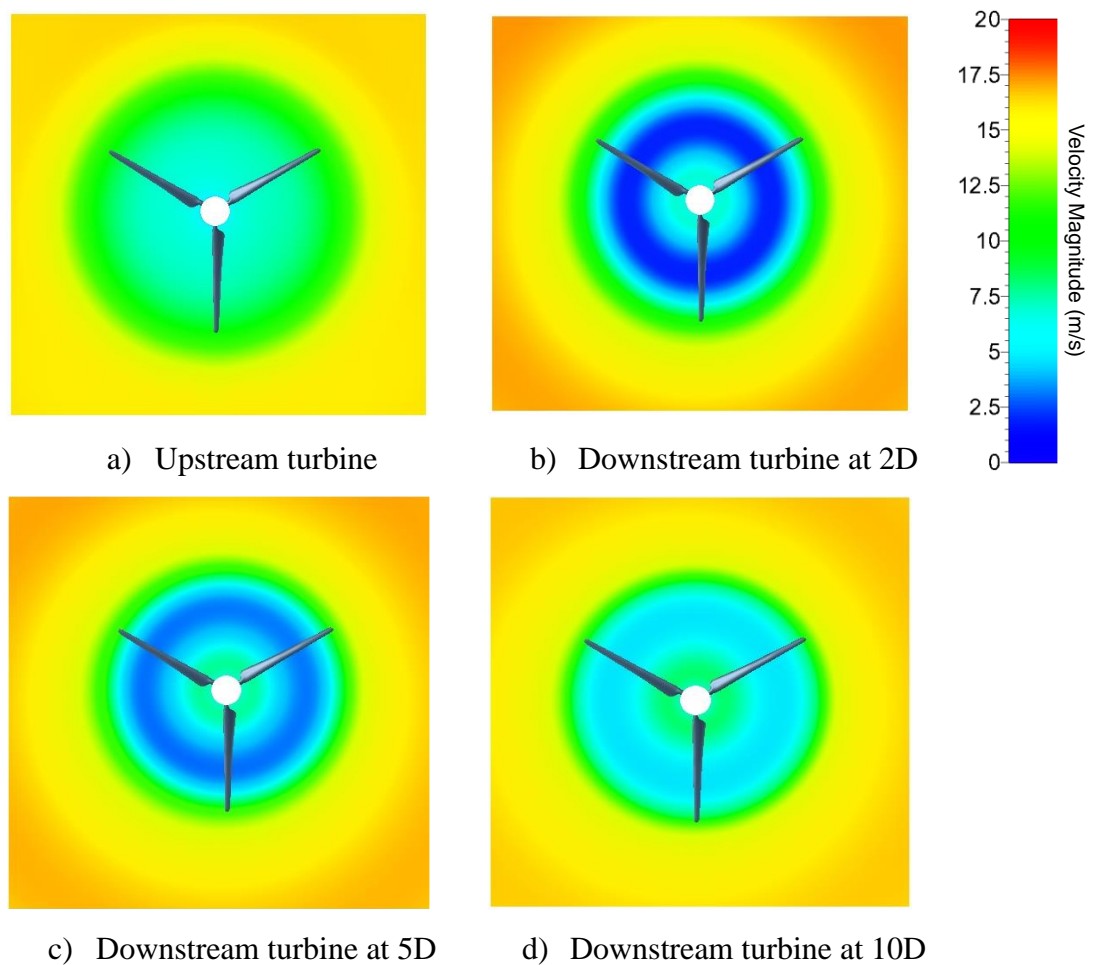 20
17.5
15
12.5
10
7.5
5
2.5
0
Velocity Magnitude (m/s)
a) Upstream turbine
b) Downstream turbine at 2D
c) Downstream turbine at 5D
d) Downstream turbine at 10D